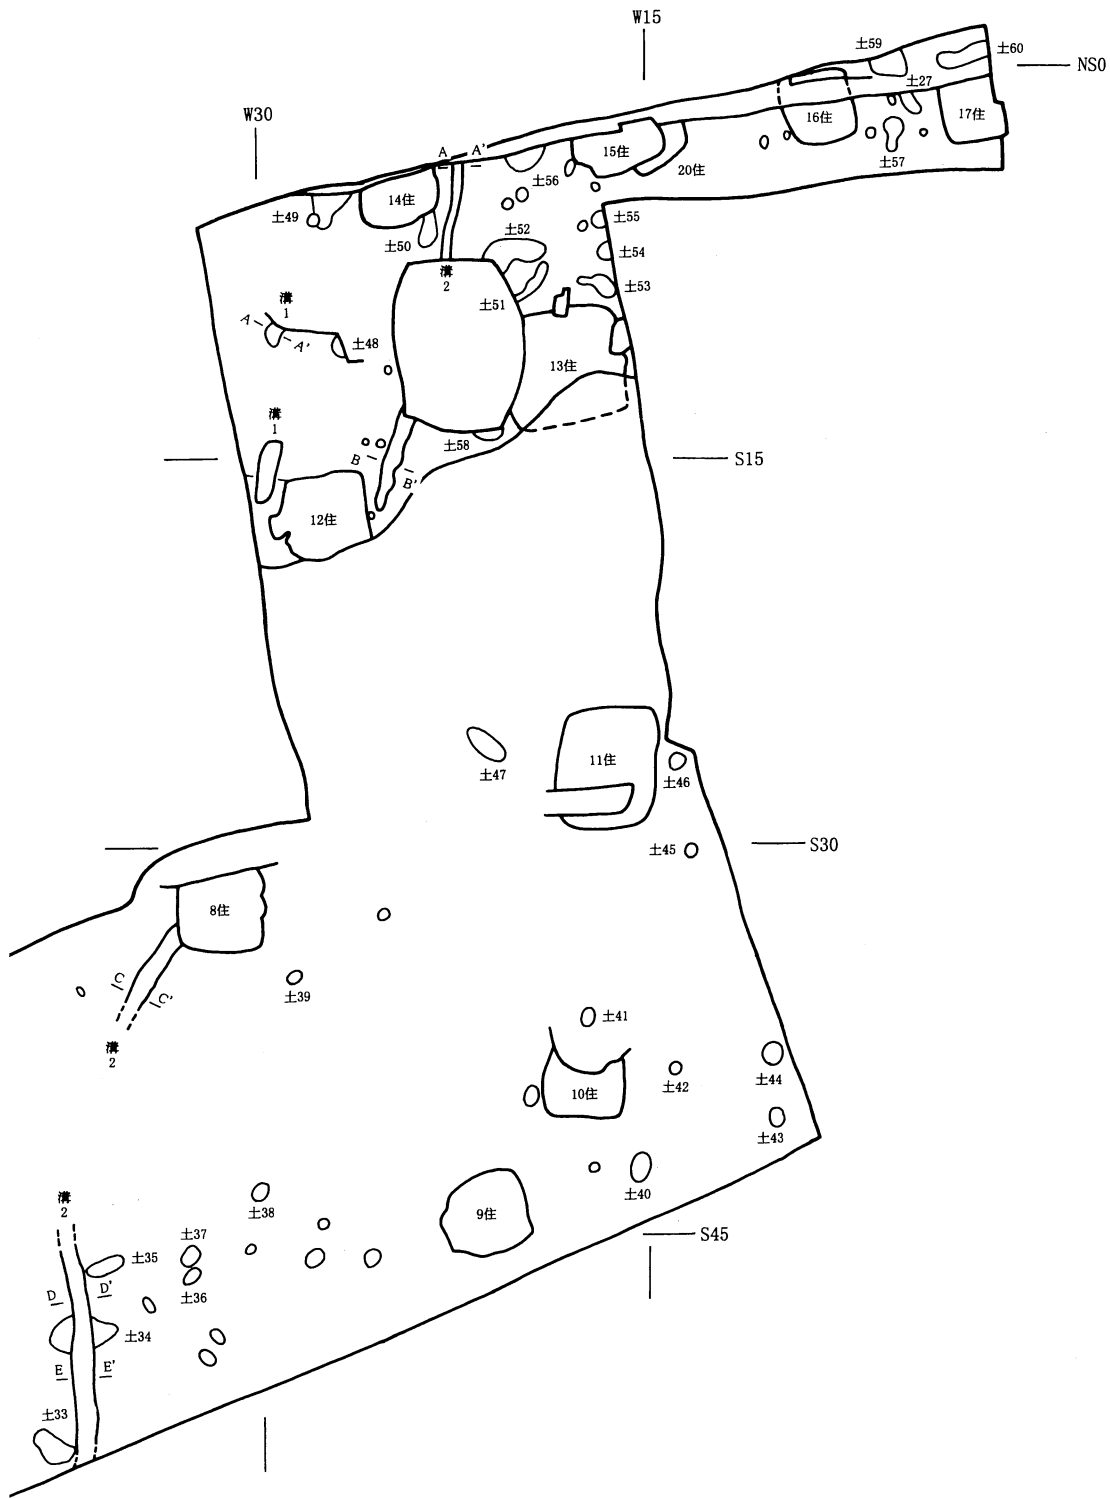 W15
土59
土60
NS0
土27
W30
16住
17住
A
A'
15住
土57
土56
20住
14住
土49
土50
土55
土52
土54
溝
2
土53
溝
1
土51
A
A'
土48
13住
溝
1
土58
B
S15
B'
12住
11住
土47
土46
土45
S30
8住
C
C'
土39
土41
溝
2
土44
土42
10住
土43
溝
2
土40
土38
9住
土37
S45
土35
D
D'
土36
土34
E
E'
土33